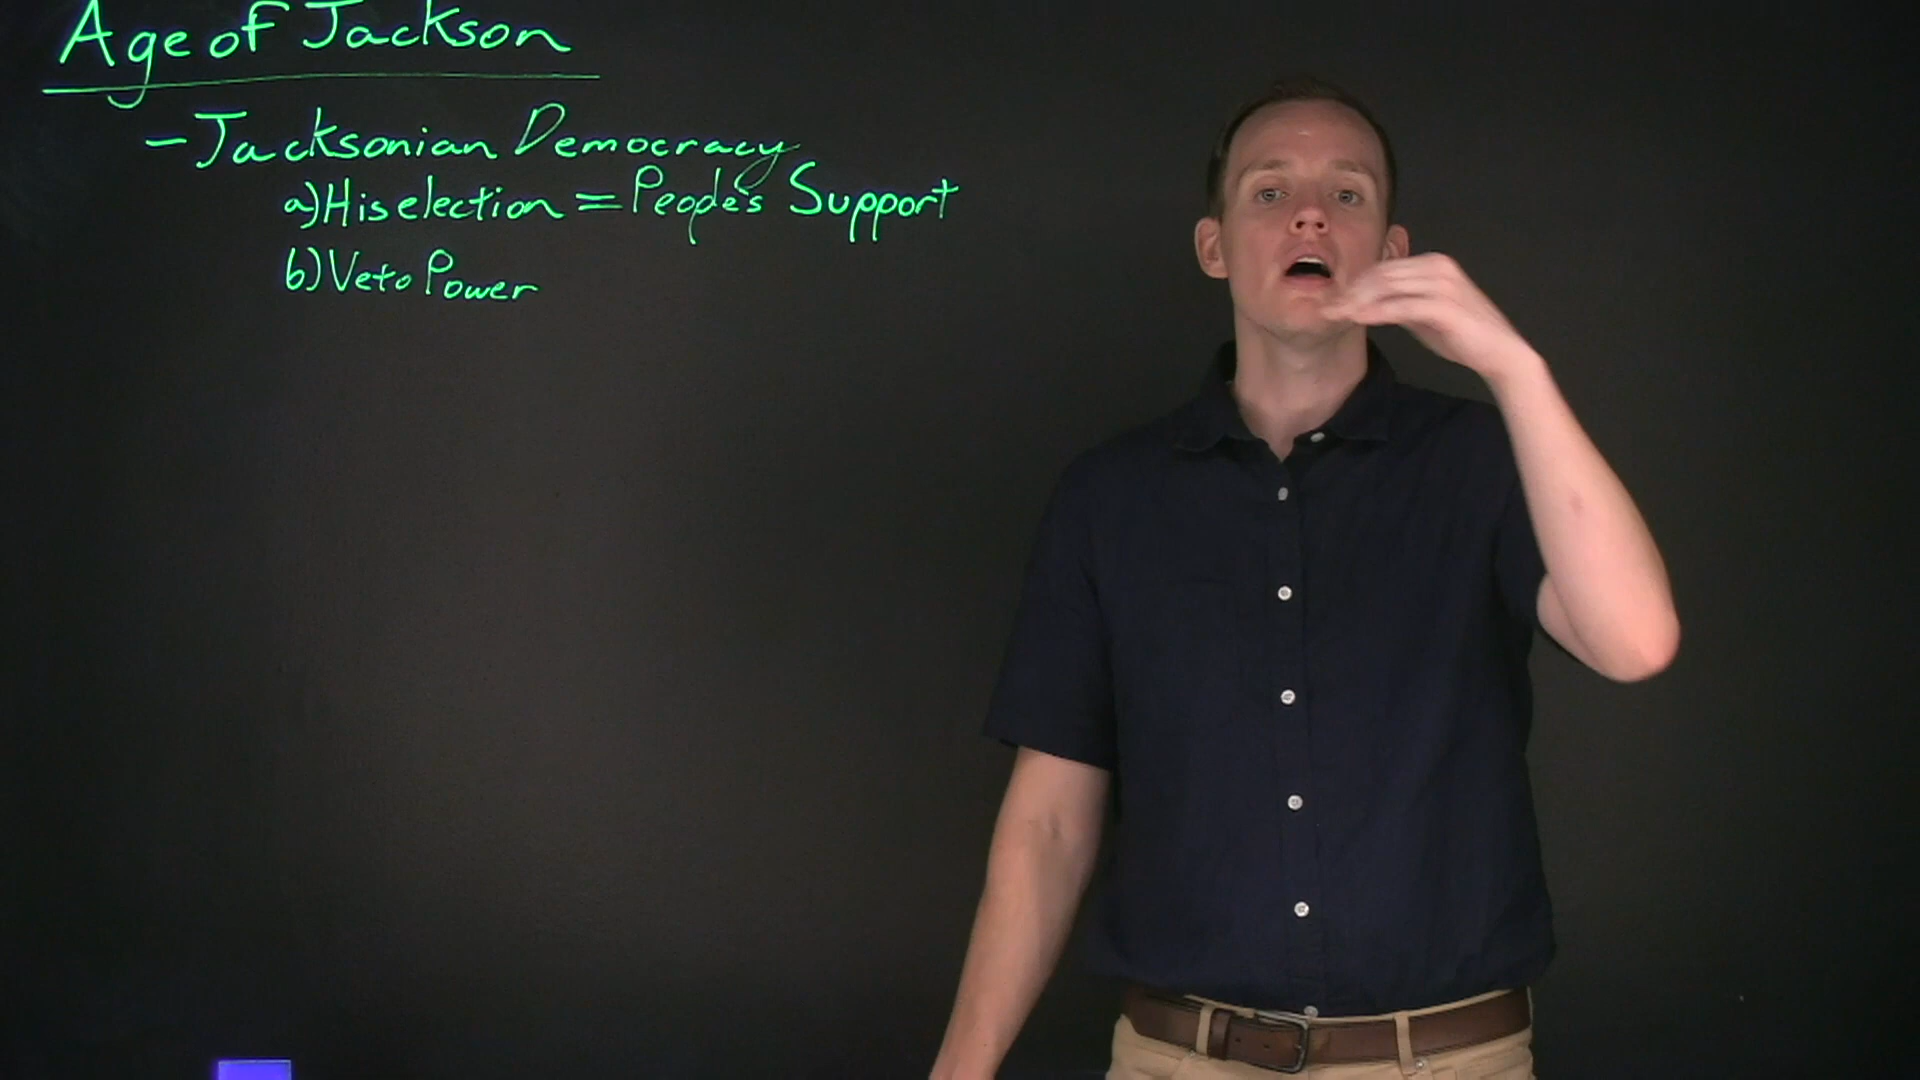 Age of Jackson
- Jacksonian Democracy
a) His election = People's Support
b) Veto Power